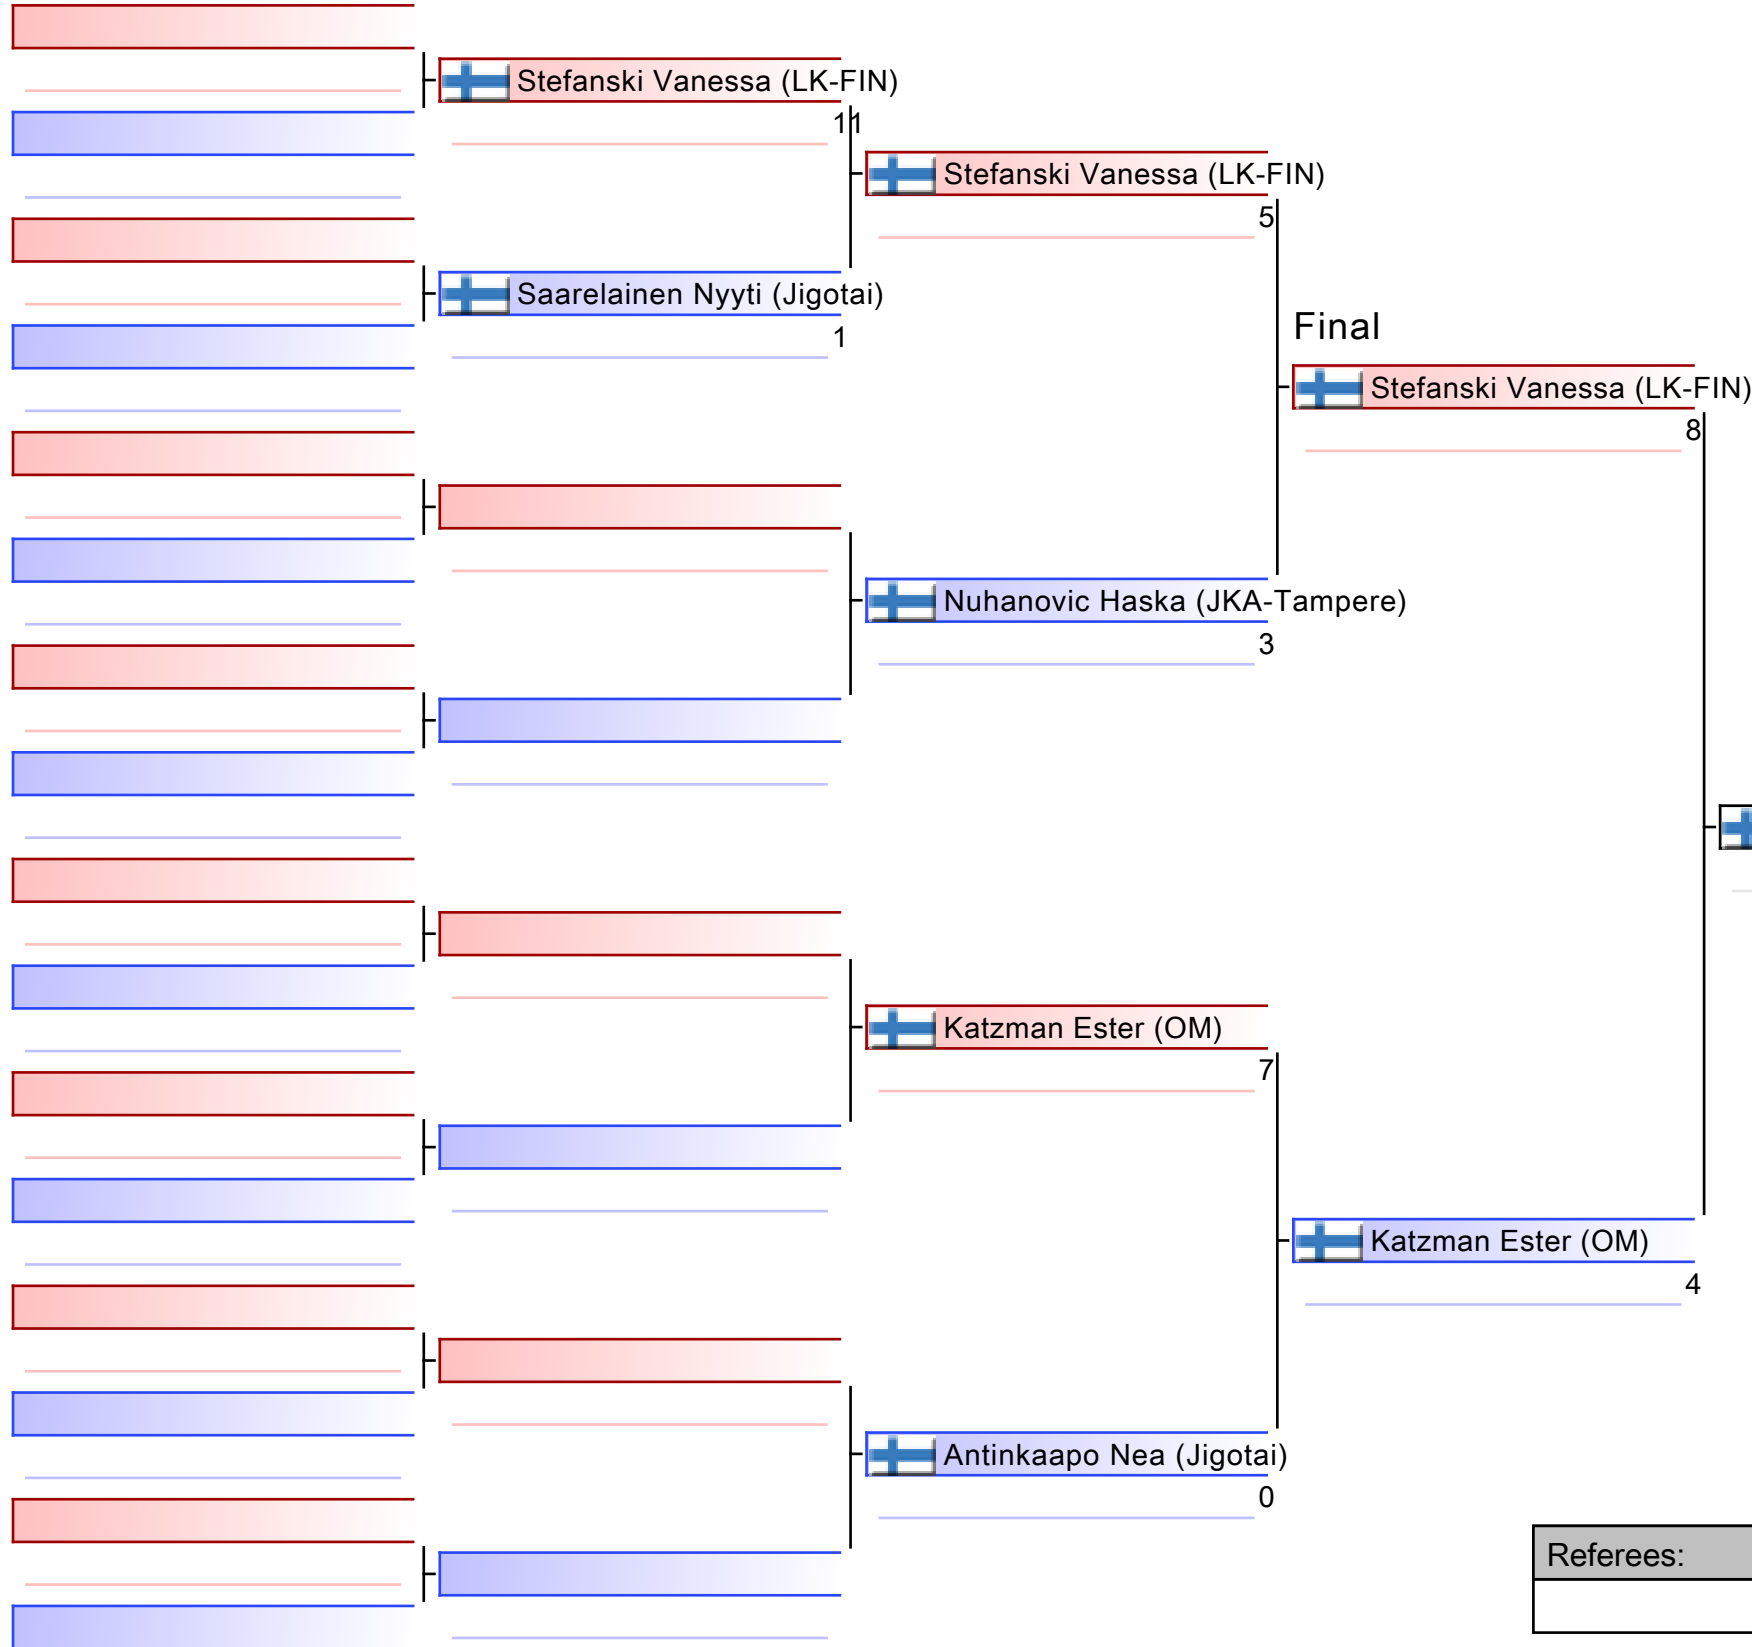 Stefanski Vanessa (LK-FIN)
11
Stefanski Vanessa (LK-FIN)
5
Saarelainen Nyyti (Jigotai)
1
Final
Stefanski Vanessa (LK-FIN)
8
Nuhanovic Haska (JKA-Tampere)
3
Katzman Ester (OM)
7
Katzman Ester (OM)
4
Antinkaapo Nea (Jigotai)
0
Referees: